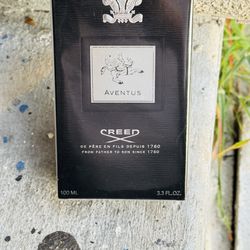 AVENTUS
CREED
DE PÈRE EN FILS DEPUIS 1760
FROM FATHER TO SON SINCE 1760
100 ML 3.3 FL.OZ.